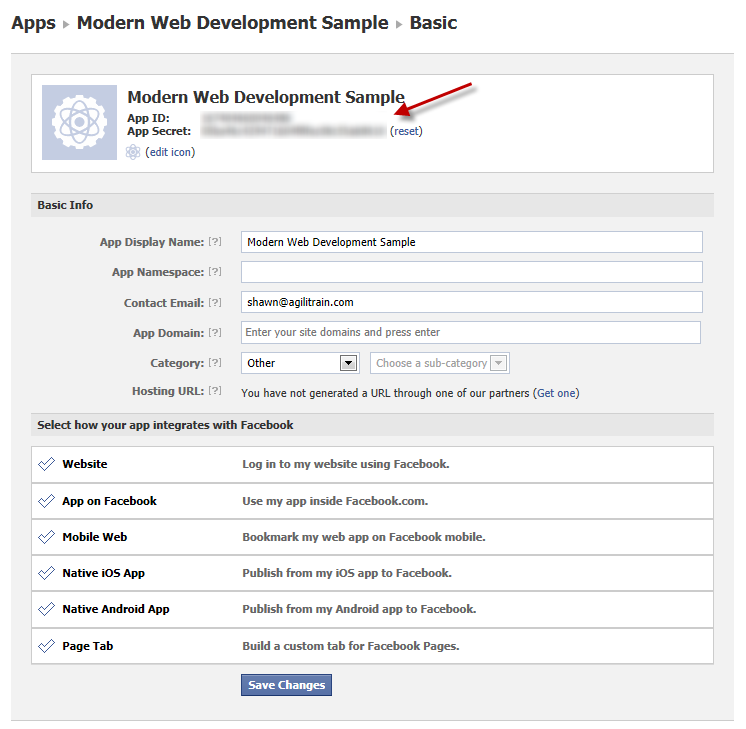 Apps ▸ Modern Web Development Sample ▸ Basic
Modern Web Development Sample
App ID:
App Secret: (reset)
(edit icon)
Basic Info
App Display Name: [?] Modern Web Development Sample
App Namespace: [?]
Contact Email: [?] shawn@agilitrain.com
App Domain: [?] Enter your site domains and press enter
Category: [?] Other Choose a sub-category
Hosting URL: [?] You have not generated a URL through one of our partners (Get one)
Select how your app integrates with Facebook
Website Log in to my website using Facebook.
App on Facebook Use my app inside Facebook.com.
Mobile Web Bookmark my web app on Facebook mobile.
Native iOS App Publish from my iOS app to Facebook.
Native Android App Publish from my Android app to Facebook.
Page Tab Build a custom tab for Facebook Pages.
Save Changes